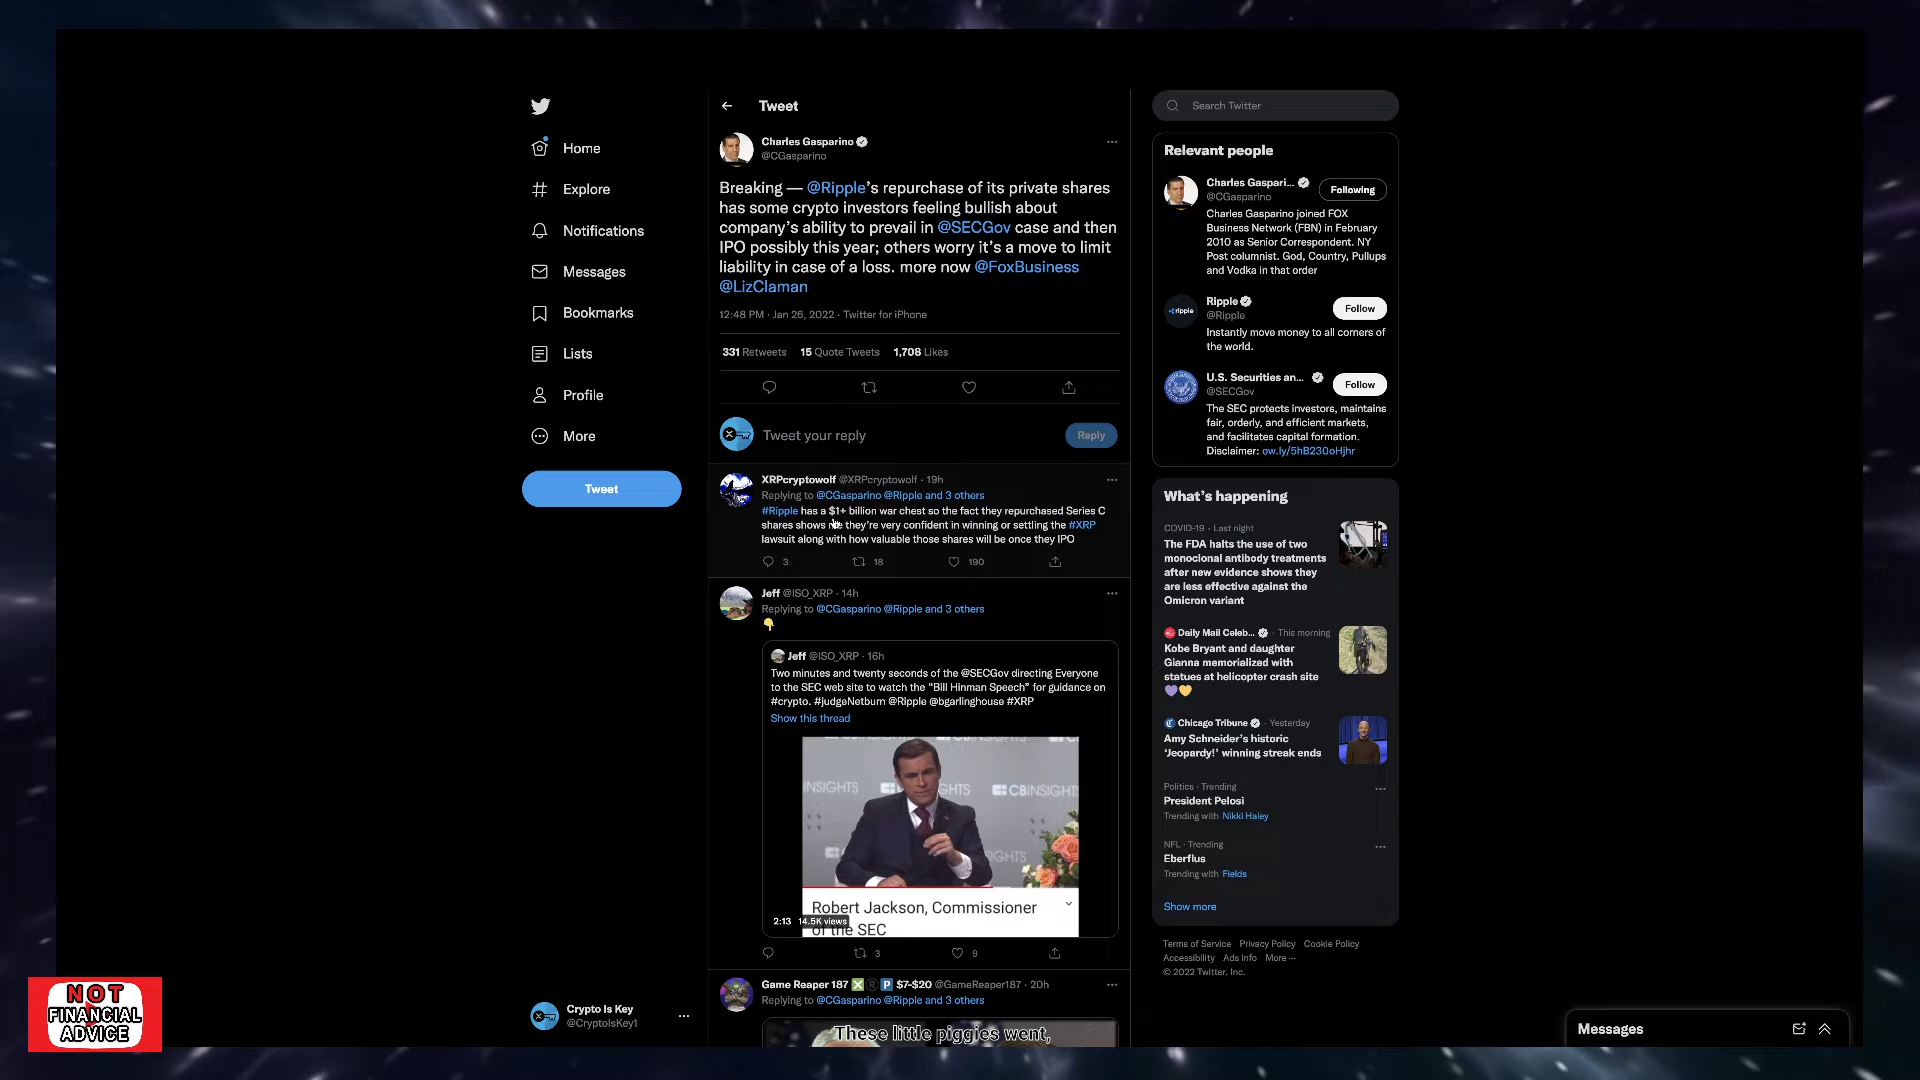 Home
Explore
Notifications
Messages
Bookmarks
Lists
Profile
More
Tweet
Crypto Is Key
@CryptoIsKey1
NOT
FINANCIAL
ADVICE
Tweet
Charles Gasparino
@CGasparino
Breaking — @Ripple's repurchase of its private shares
has some crypto investors feeling bullish about
company's ability to prevail in @SECGov case and then
IPO possibly this year; others worry it's a move to limit
liability in case of a loss. more now @FoxBusiness
@LizClaman
12:48 PM · Jan 26, 2022 · Twitter for iPhone
331 Retweets 15 Quote Tweets 1,708 Likes
Tweet your reply
Reply
XRPcryptowolf @XRPcryptowolf · 19h
Replying to @CGasparino @Ripple and 3 others
#Ripple has a $1+ billion war chest so the fact they repurchased Series C
shares shows me they're very confident in winning or settling the #XRP
lawsuit along with how valuable those shares will be once they IPO
3 18 190
Jeff @ISO_XRP · 14h
Replying to @CGasparino @Ripple and 3 others
Jeff @ISO_XRP · 16h
Two minutes and twenty seconds of the @SECGov directing Everyone
to the SEC web site to watch the “Bill Hinman Speech” for guidance on
#crypto. #judgeNetburn @Ripple @bgarlinghouse #XRP
Show this thread
INSIGHTS
CBINSIGHTS
CBINSIGH
Robert Jackson, Commissioner
of the SEC
2:13 14.5K views
3 9
Game Reaper 187 $7-$20 @GameReaper187 · 20h
Replying to @CGasparino @Ripple and 3 others
These little piggies went,
Search Twitter
Relevant people
Charles Gaspari...
@CGasparino
Following
Charles Gasparino joined FOX
Business Network (FBN) in February
2010 as Senior Correspondent. NY
Post columnist. God, Country, Pullups
and Vodka in that order
Ripple
@Ripple
Follow
Instantly move money to all corners of
the world.
U.S. Securities an...
@SECGov
Follow
The SEC protects investors, maintains
fair, orderly, and efficient markets,
and facilitates capital formation.
Disclaimer: ow.ly/5hB230oHjhr
What's happening
COVID-19 · Last night
The FDA halts the use of two
monoclonal antibody treatments
after new evidence shows they
are less effective against the
Omicron variant
Daily Mail Celeb... · This morning
Kobe Bryant and daughter
Gianna memorialized with
statues at helicopter crash site
Chicago Tribune · Yesterday
Amy Schneider's historic
‘Jeopardy!’ winning streak ends
Politics · Trending
President Pelosi
Trending with Nikki Haley
NFL · Trending
Eberflus
Trending with Fields
Show more
Terms of Service Privacy Policy Cookie Policy
Accessibility Ads Info More ···
© 2022 Twitter, Inc.
Messages